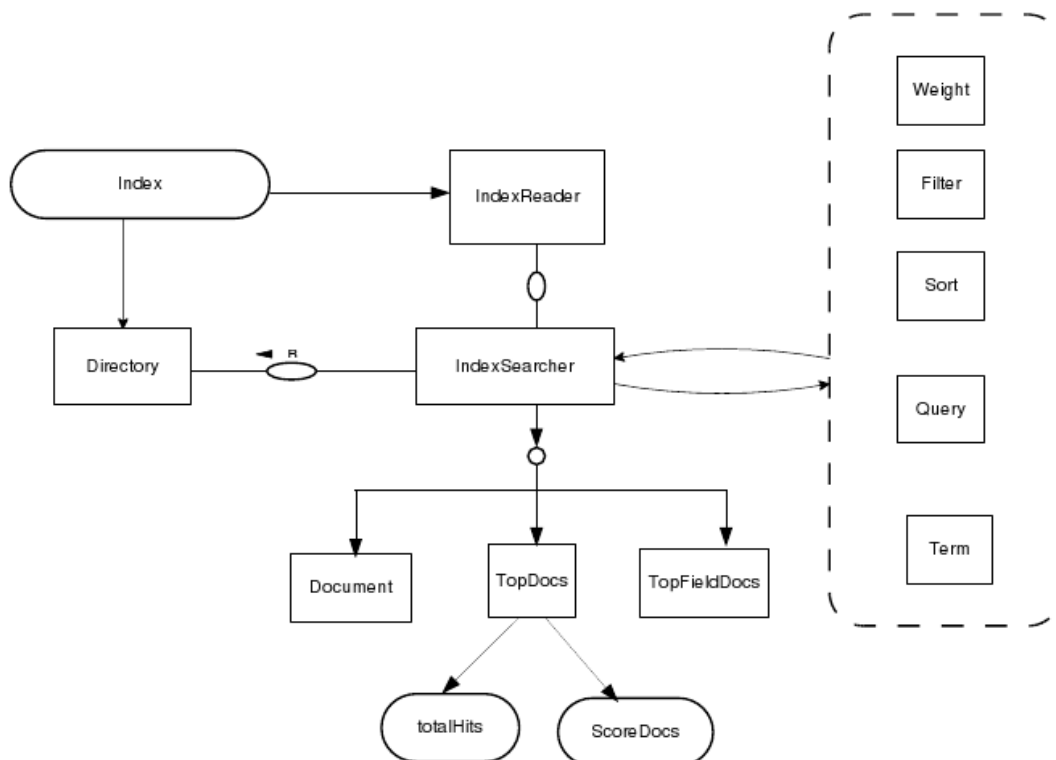 Weight
Index
IndexReader
Filter
Sort
Directory
R
IndexSearcher
Query
Document
TopDocs
TopFieldDocs
Term
totalHits
ScoreDocs